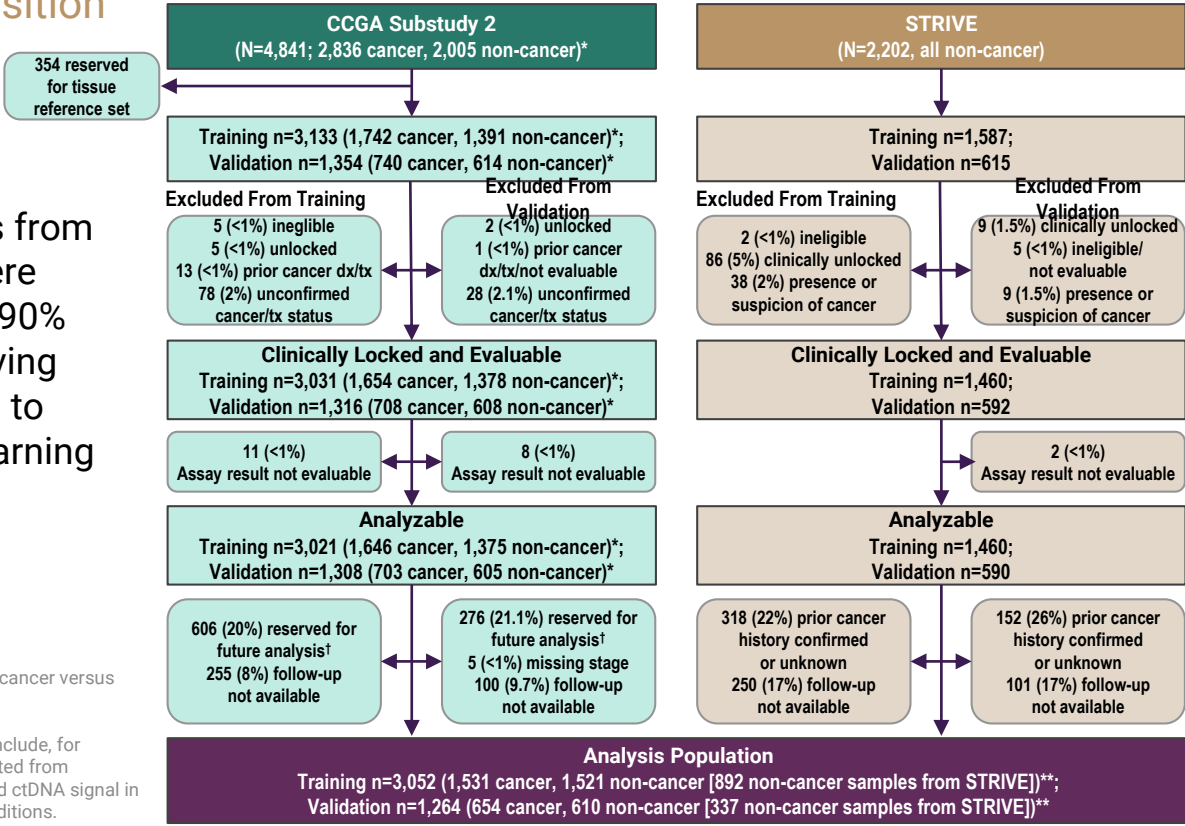 sition
CCGA Substudy 2
(N=4,841; 2,836 cancer, 2,005 non-cancer)*
STRIVE
(N=2,202, all non-cancer)
354 reserved
for tissue
reference set
Training n=3,133 (1,742 cancer, 1,391 non-cancer)*;
Validation n=1,354 (740 cancer, 614 non-cancer)*
Training n=1,587;
Validation n=615
Excluded From Training
5 (<1%) ineglible
5 (<1%) unlocked
13 (<1%) prior cancer dx/tx
78 (2%) unconfirmed
cancer/tx status
Excluded From
Validation
2 (<1%) unlocked
1 (<1%) prior cancer
dx/tx/not evaluable
28 (2.1%) unconfirmed
cancer/tx status
Excluded From Training
2 (<1%) ineligible
86 (5%) clinically unlocked
38 (2%) presence or
suspicion of cancer
Excluded From
Validation
9 (1.5%) clinically unlocked
5 (<1%) ineligible/
not evaluable
9 (1.5%) presence or
suspicion of cancer
s from
ere
90%
ving
to
arning
Clinically Locked and Evaluable
Training n=3,031 (1,654 cancer, 1,378 non-cancer)*;
Validation n=1,316 (708 cancer, 608 non-cancer)*
Clinically Locked and Evaluable
Training n=1,460;
Validation n=592
11 (<1%)
Assay result not evaluable
8 (<1%)
Assay result not evaluable
2 (<1%)
Assay result not evaluable
Analyzable
Training n=3,021 (1,646 cancer, 1,375 non-cancer)*;
Validation n=1,308 (703 cancer, 605 non-cancer)*
Analyzable
Training n=1,460;
Validation n=590
606 (20%) reserved for
future analysis†
255 (8%) follow-up
not available
276 (21.1%) reserved for
future analysis†
5 (<1%) missing stage
100 (9.7%) follow-up
not available
318 (22%) prior cancer
history confirmed
or unknown
250 (17%) follow-up
not available
152 (26%) prior cancer
history confirmed
or unknown
101 (17%) follow-up
not available
cancer versus
nclude, for
ted from
d ctDNA signal in
ditions.
Analysis Population
Training n=3,052 (1,531 cancer, 1,521 non-cancer [892 non-cancer samples from STRIVE])**;
Validation n=1,264 (654 cancer, 610 non-cancer [337 non-cancer samples from STRIVE])**